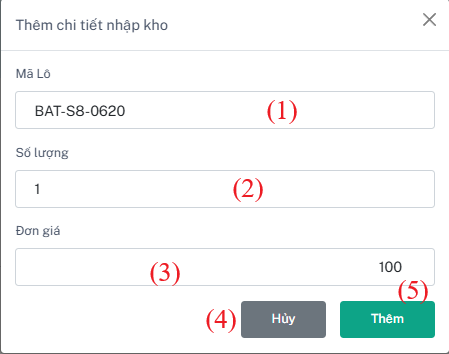 Thêm chi tiết nhập kho
Mã Lô
BAT-S8-0620 (1)
Số lượng
1 (2)
Đơn giá
(3) 100
(4) Hủy Thêm (5)